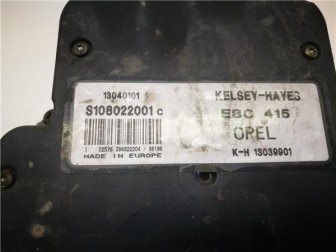 13040101
S108022001 C
MADE IN EUROPE
KELSEY-HAYES
EBC 415
OPEL
K-H 13039901